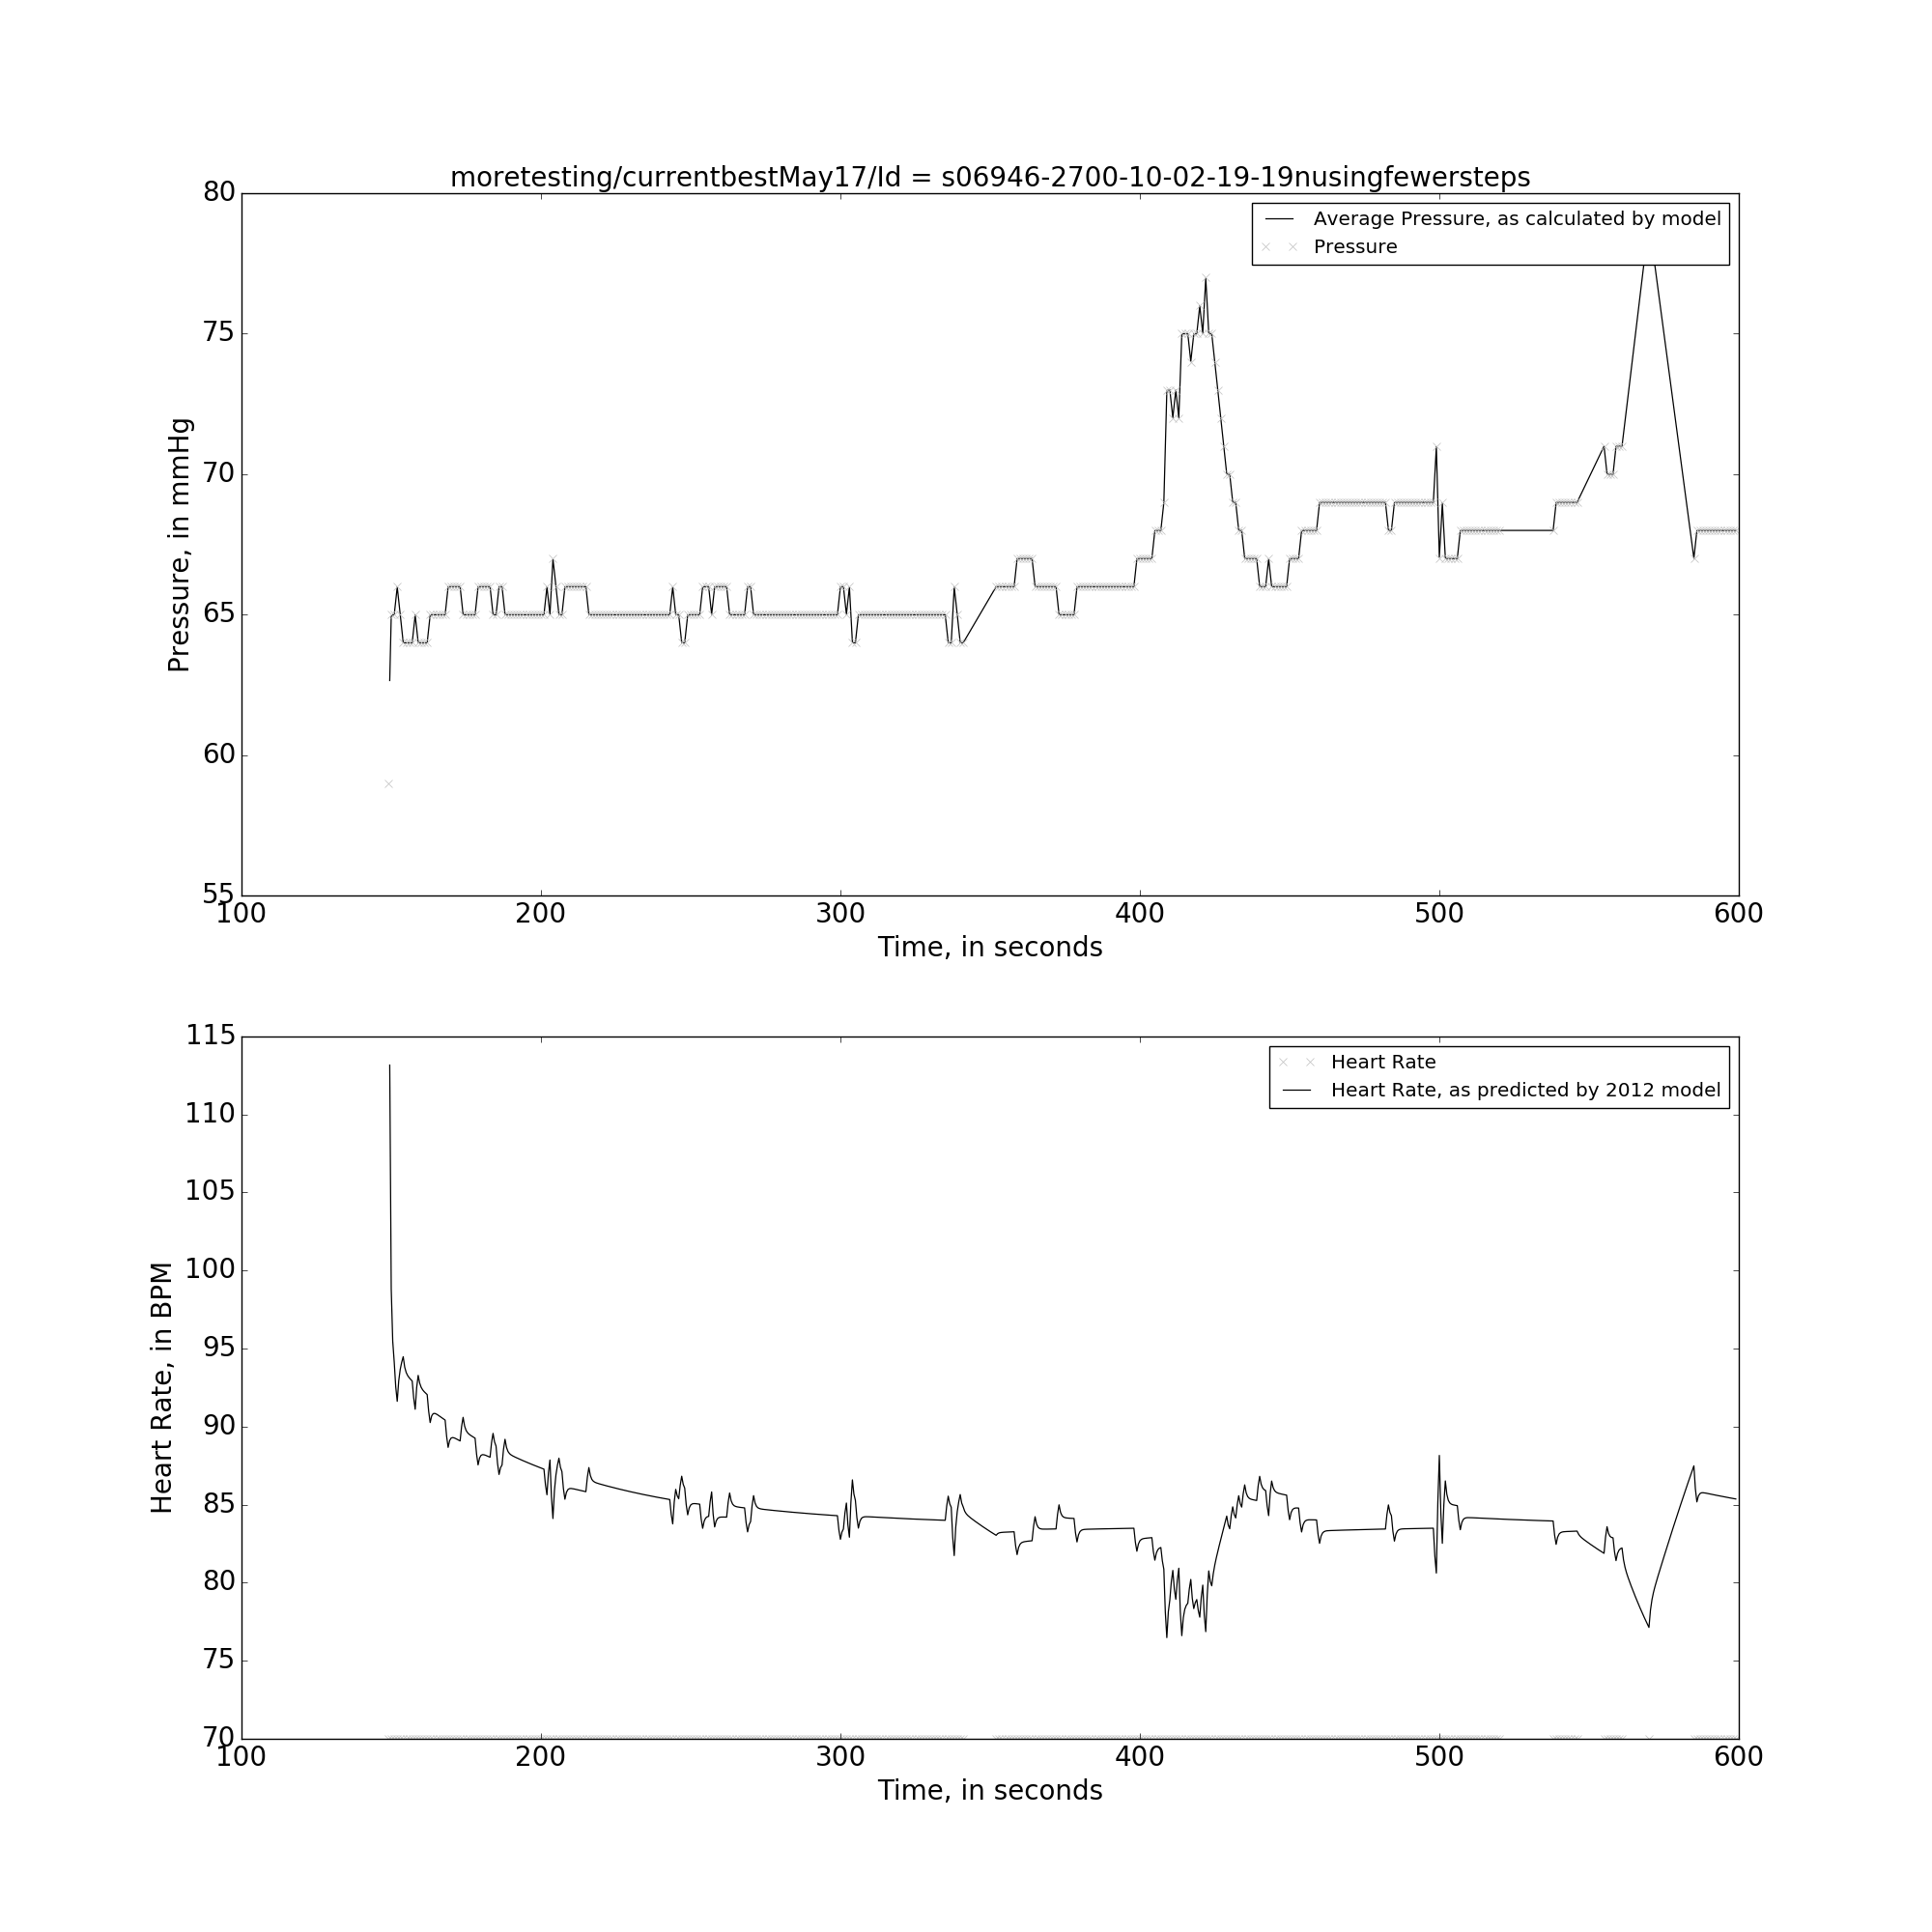 moretesting/currentbestMay17/Id = s06946-2700-10-02-19-19nusingfewersteps
80
75
70
65
60
55
Pressure, in mmHg
Average Pressure, as calculated by model
Pressure
100 200 300 400 500 600
Time, in seconds
115
110
105
100
95
90
85
80
75
70
Heart Rate, in BPM
Heart Rate
Heart Rate, as predicted by 2012 model
100 200 300 400 500 600
Time, in seconds